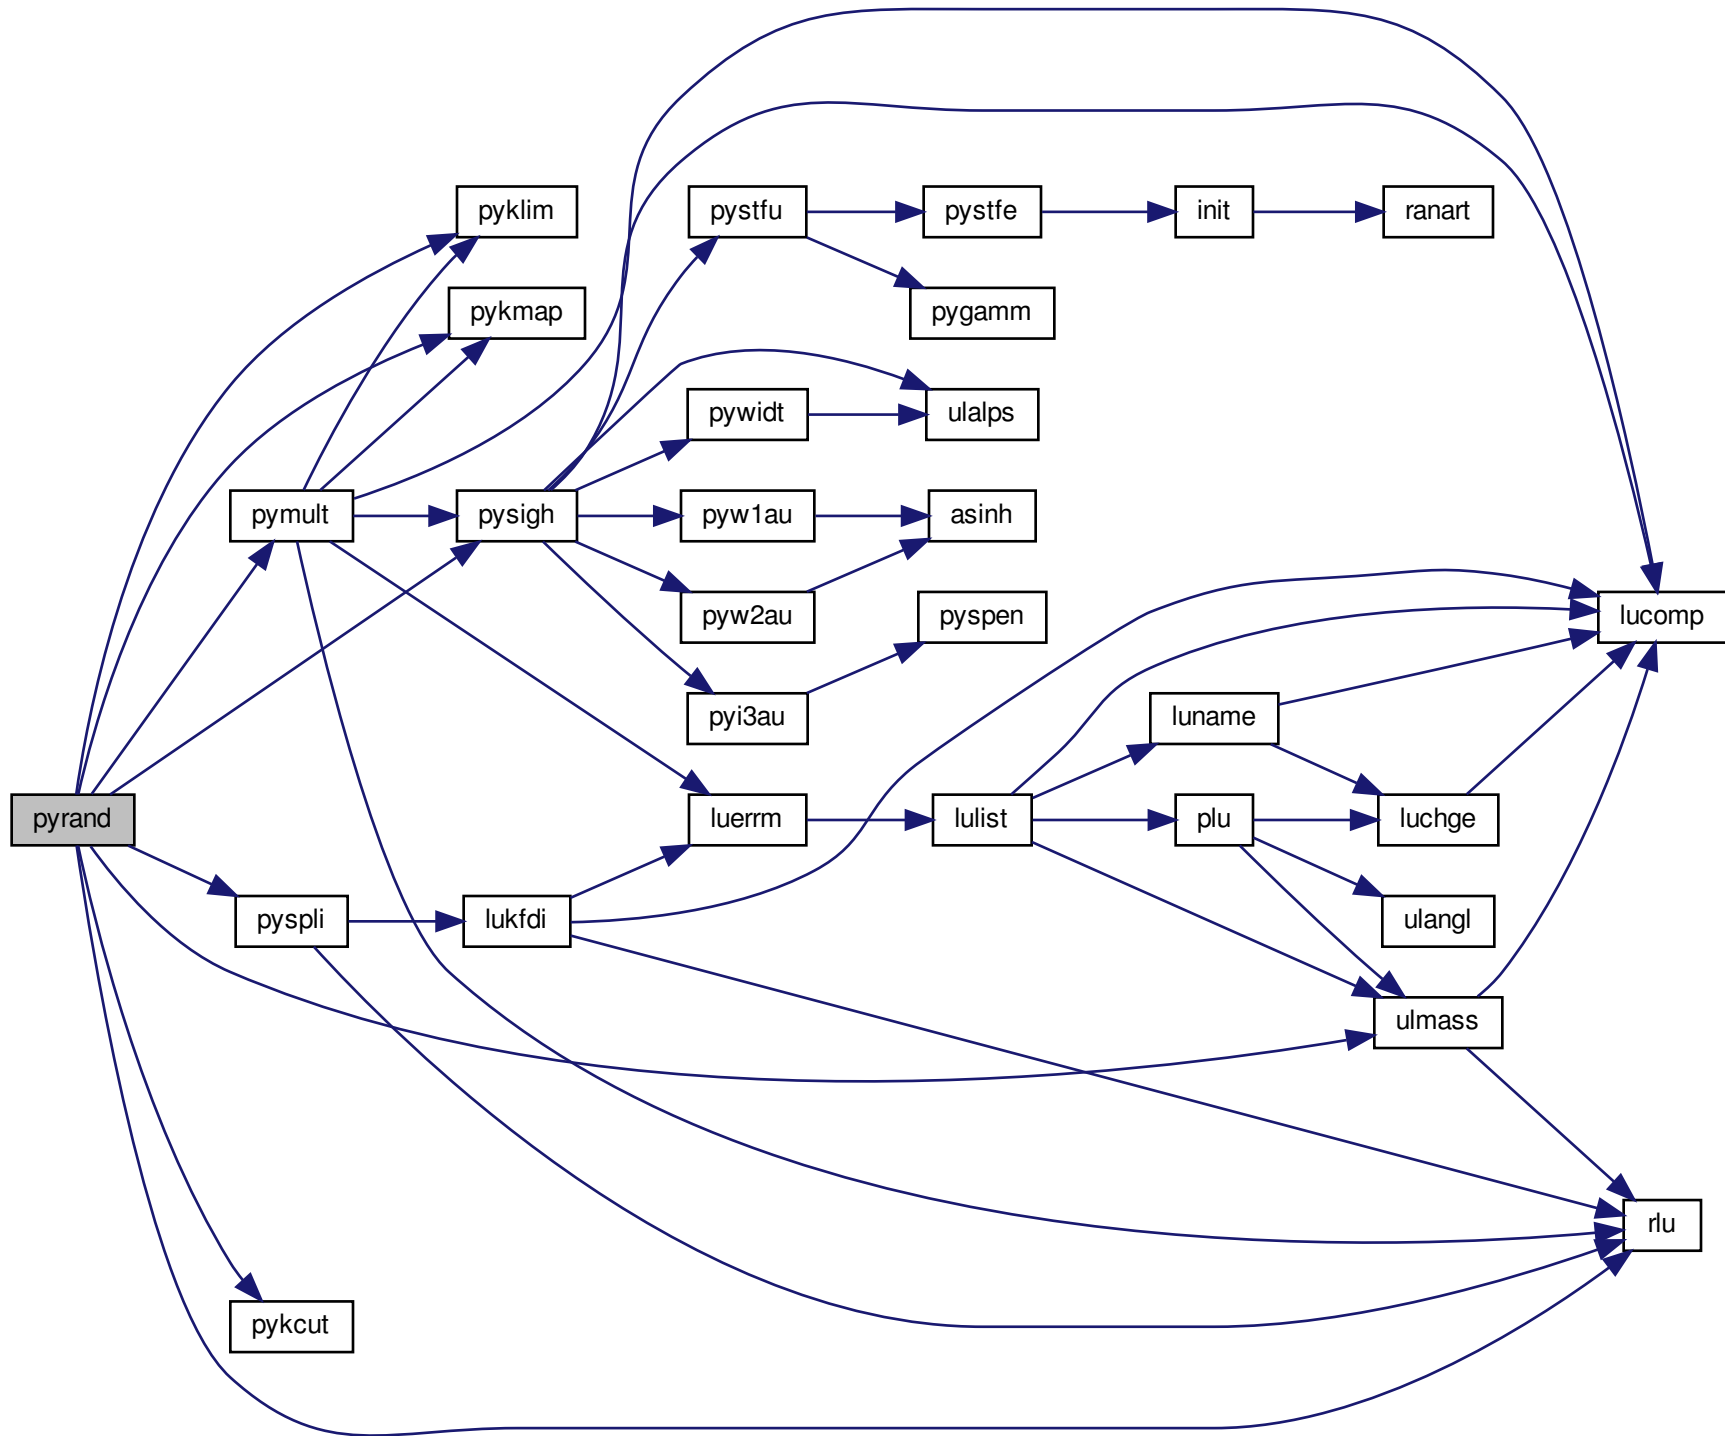 pyklim
pystfu
pystfe
init
ranart
pykmap
pygamm
pywidt
ulalps
pymult
pysigh
pyw1au
asinh
pyw2au
pyspen
lucomp
pyi3au
luname
pyrand
luerrm
lulist
plu
luchge
pyspli
lukfdi
ulangl
ulmass
rlu
pykcut